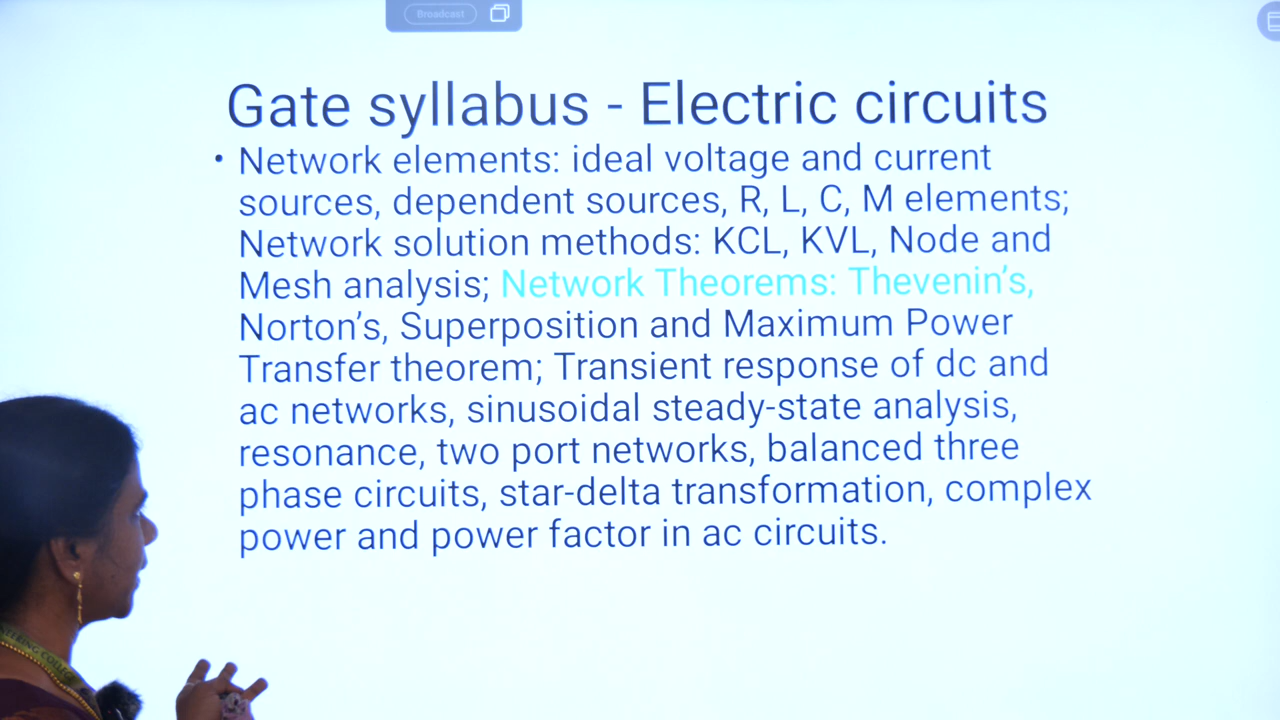 Broadcast
Gate syllabus - Electric circuits
• Network elements: ideal voltage and current
sources, dependent sources, R, L, C, M elements;
Network solution methods: KCL, KVL, Node and
Mesh analysis; Network Theorems: Thevenin’s,
Norton’s, Superposition and Maximum Power
Transfer theorem; Transient response of dc and
ac networks, sinusoidal steady-state analysis,
resonance, two port networks, balanced three
phase circuits, star-delta transformation, complex
power and power factor in ac circuits.